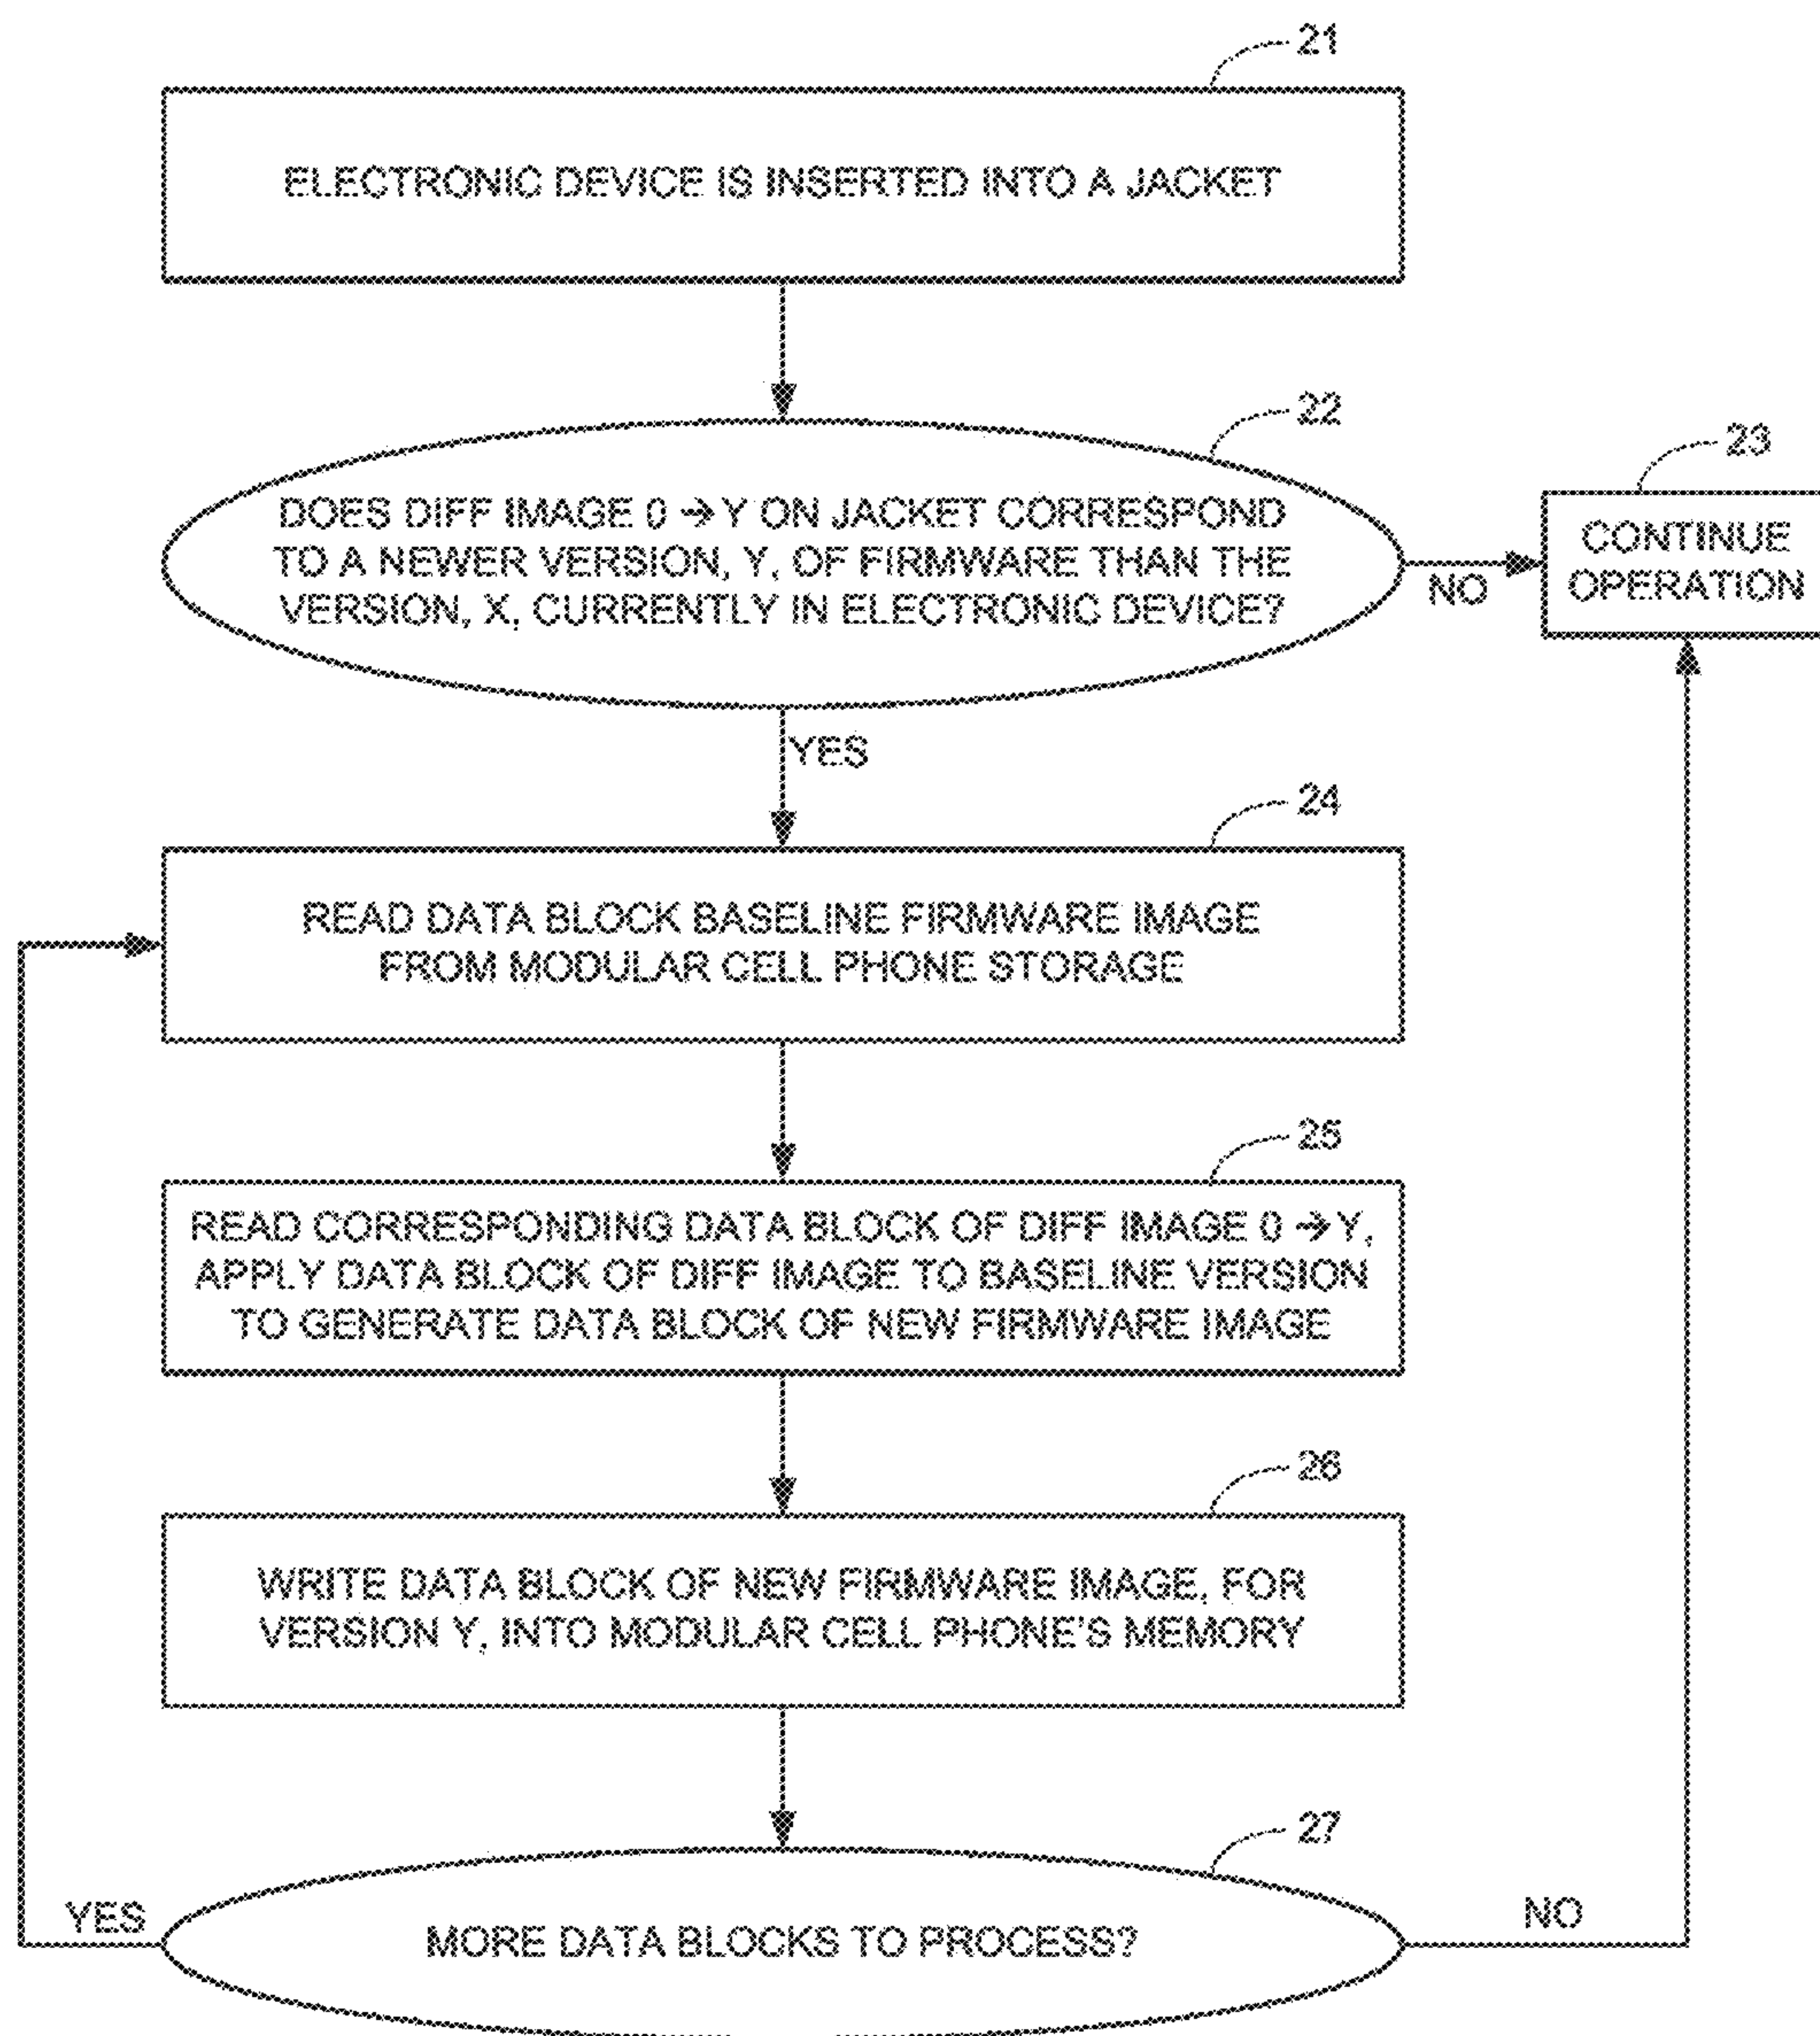 21
ELECTRONIC DEVICE IS INSERTED INTO A JACKET
22
DOES DIFF IMAGE 0 → Y ON JACKET CORRESPOND
TO A NEWER VERSION, Y, OF FIRMWARE THAN THE
VERSION, X, CURRENTLY IN ELECTRONIC DEVICE?
NO
23
CONTINUE
OPERATION
YES
24
READ DATA BLOCK BASELINE FIRMWARE IMAGE
FROM MODULAR CELL PHONE STORAGE
25
READ CORRESPONDING DATA BLOCK OF DIFF IMAGE 0 → Y,
APPLY DATA BLOCK OF DIFF IMAGE TO BASELINE VERSION
TO GENERATE DATA BLOCK OF NEW FIRMWARE IMAGE
26
WRITE DATA BLOCK OF NEW FIRMWARE IMAGE, FOR
VERSION Y, INTO MODULAR CELL PHONE'S MEMORY
27
YES
MORE DATA BLOCKS TO PROCESS?
NO